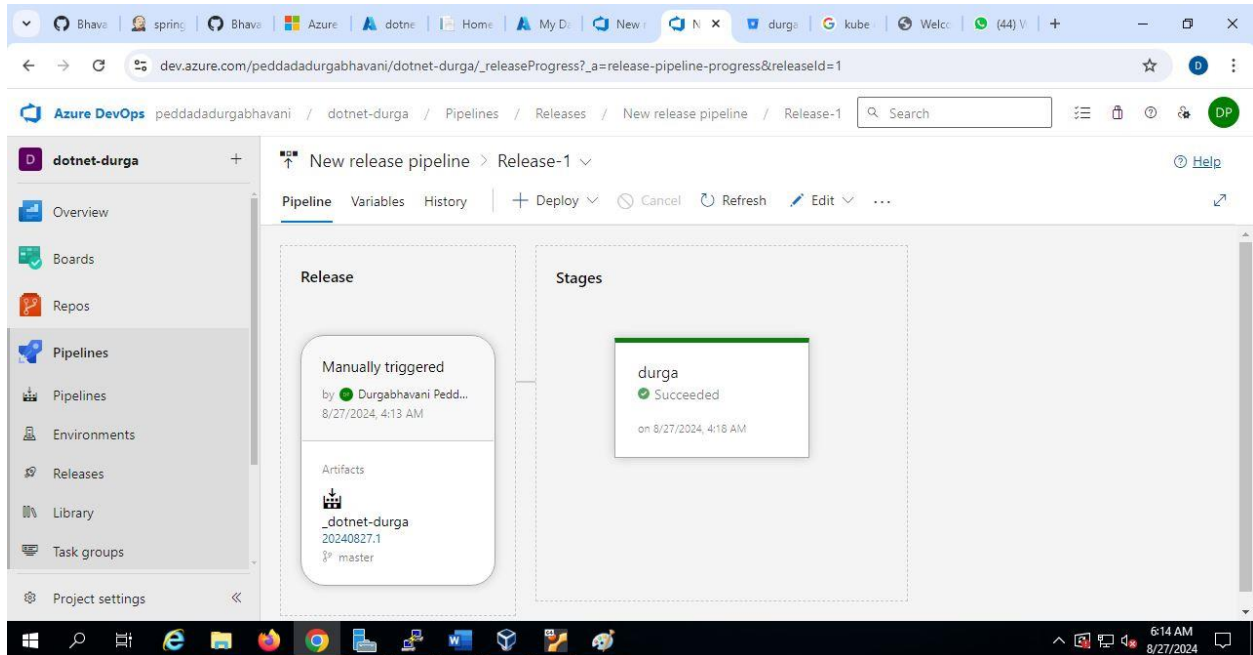 Bhava
spring
Bhava
Azure
dotne
Home
My Da
New
N
durga
kube
Welco
(44)
dev.azure.com/peddadadurgabhavani/dotnet-durga/_releaseProgress?_a=release-pipeline-progress&releaseId=1
D
Azure DevOps peddadadurgabhavani / dotnet-durga / Pipelines / Releases / New release pipeline / Release-1
Search
DP
D dotnet-durga
New release pipeline > Release-1
Help
Pipeline Variables History Deploy Cancel Refresh Edit ...
Overview
Boards
Repos
Pipelines
Pipelines
Environments
Releases
Library
Task groups
Project settings
Release
Manually triggered
by Durgabhavani Pedd...
8/27/2024, 4:13 AM
Artifacts
_dotnet-durga
20240827.1
master
Stages
durga
Succeeded
on 8/27/2024, 4:18 AM
6:14 AM
8/27/2024